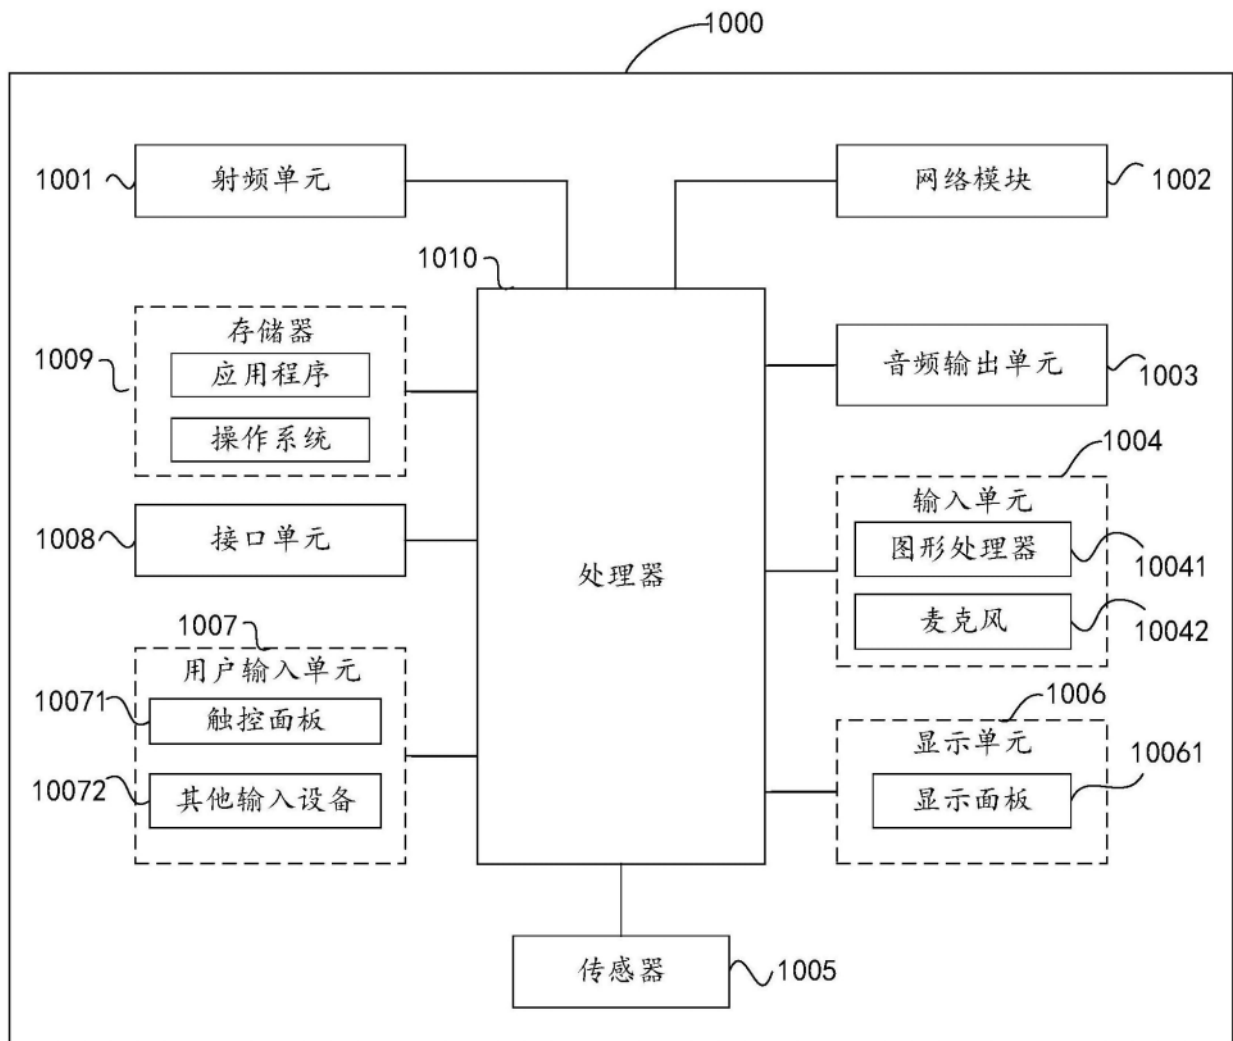 1000
1001
射频单元
网络模块
1002
1010
存储器
1009
应用程序
操作系统
音频输出单元
1003
1004
输入单元
图形处理器
10041
麦克风
10042
1008
接口单元
处理器
1007
用户输入单元
10071
触控面板
10072
其他输入设备
1006
显示单元
10061
显示面板
传感器
1005